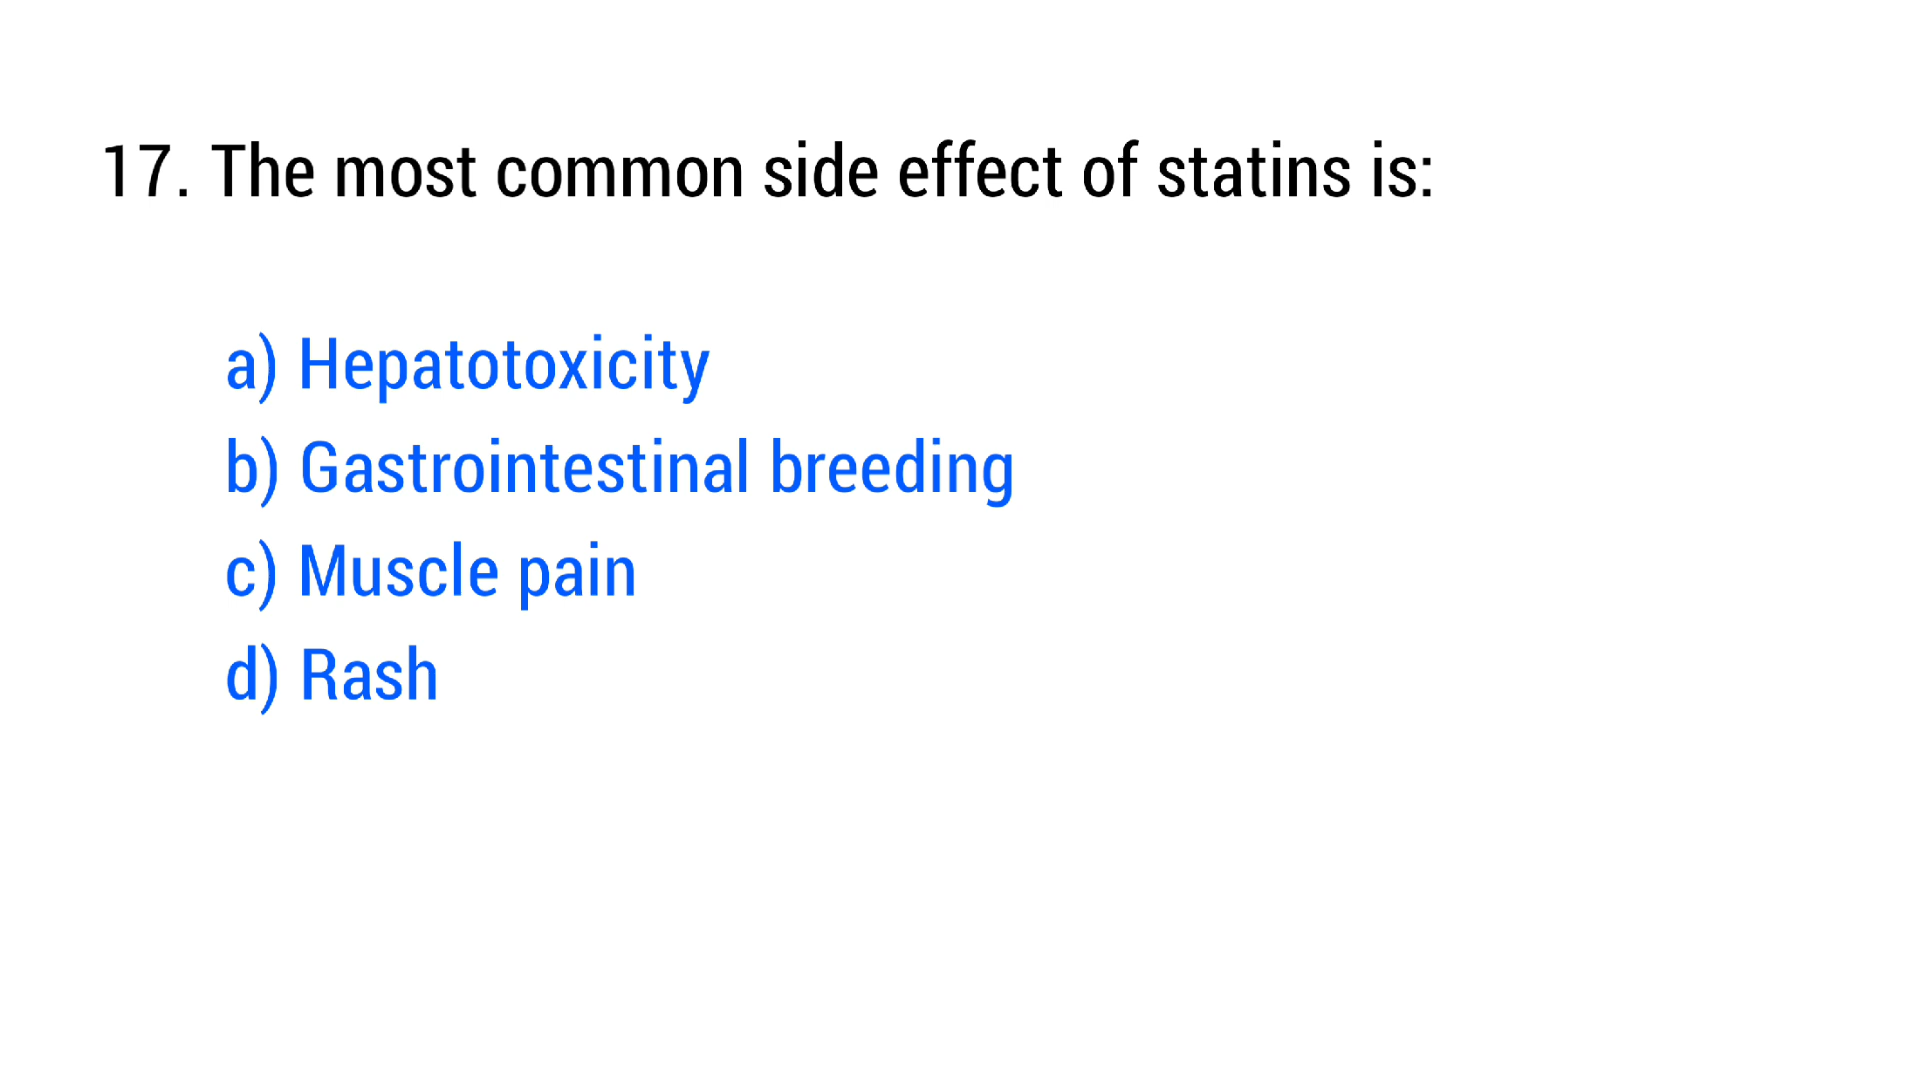 17. The most common side effect of statins is:
a) Hepatotoxicity
b) Gastrointestinal breeding
c) Muscle pain
d) Rash